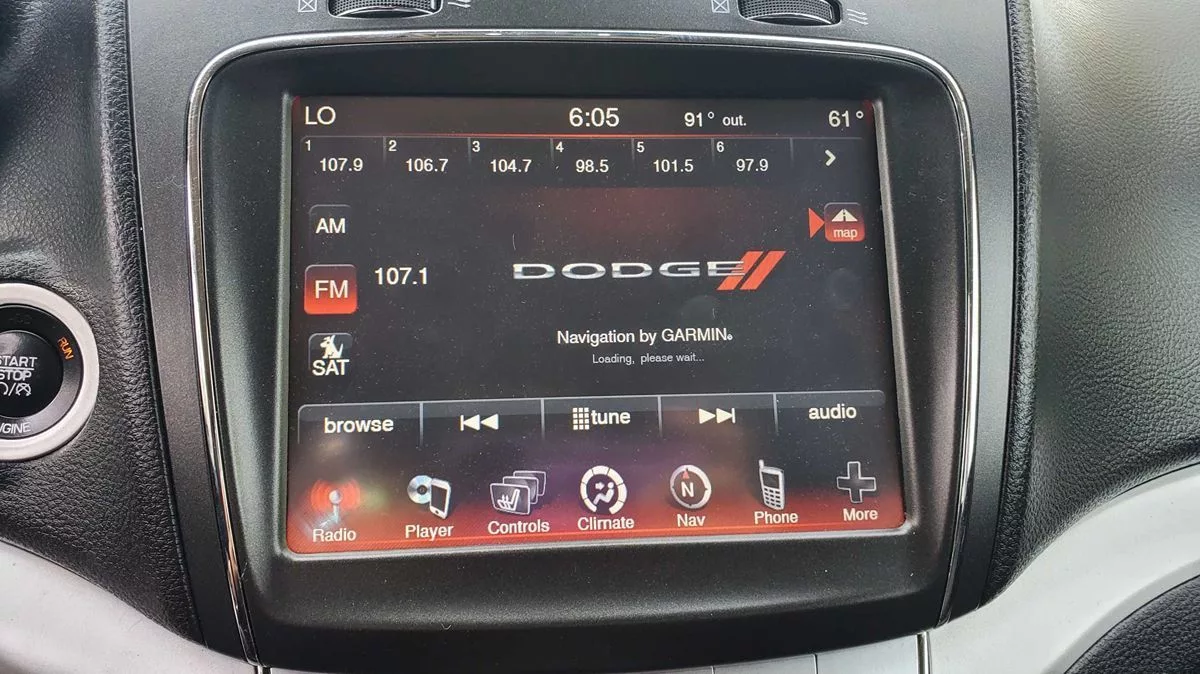 LO 6:05 91° out. 61°
1 2 3 4 5 6
107.9 106.7 104.7 98.5 101.5 97.9
AM
map
FM 107.1
DODGE
RUN
START
STOP
Navigation by GARMIN®
Loading, please wait...
SAT
browse tune audio
N
Radio Player Controls Climate Nav Phone More